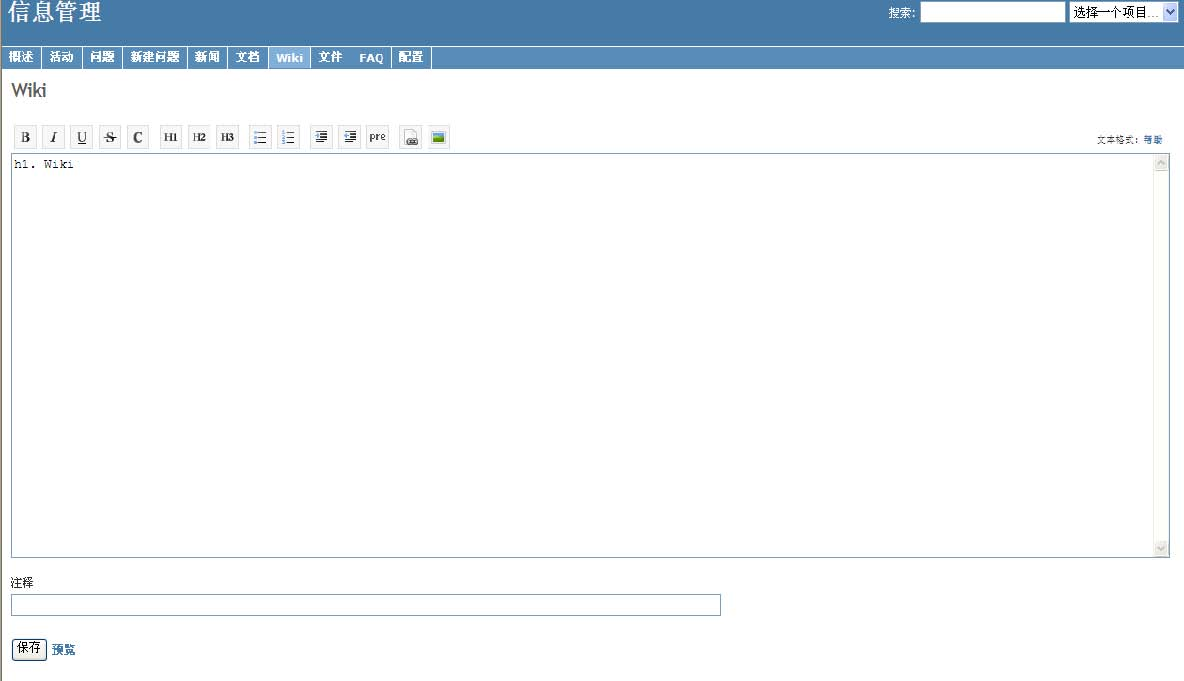 信息管理
搜索: 选择一个项目...
概述 活动 问题 新建问题 新闻 文档 Wiki 文件 FAQ 配置
Wiki
B I U S C H1 H2 H3 pre
文本格式: 帮助
h1. Wiki
注释
保存 预览